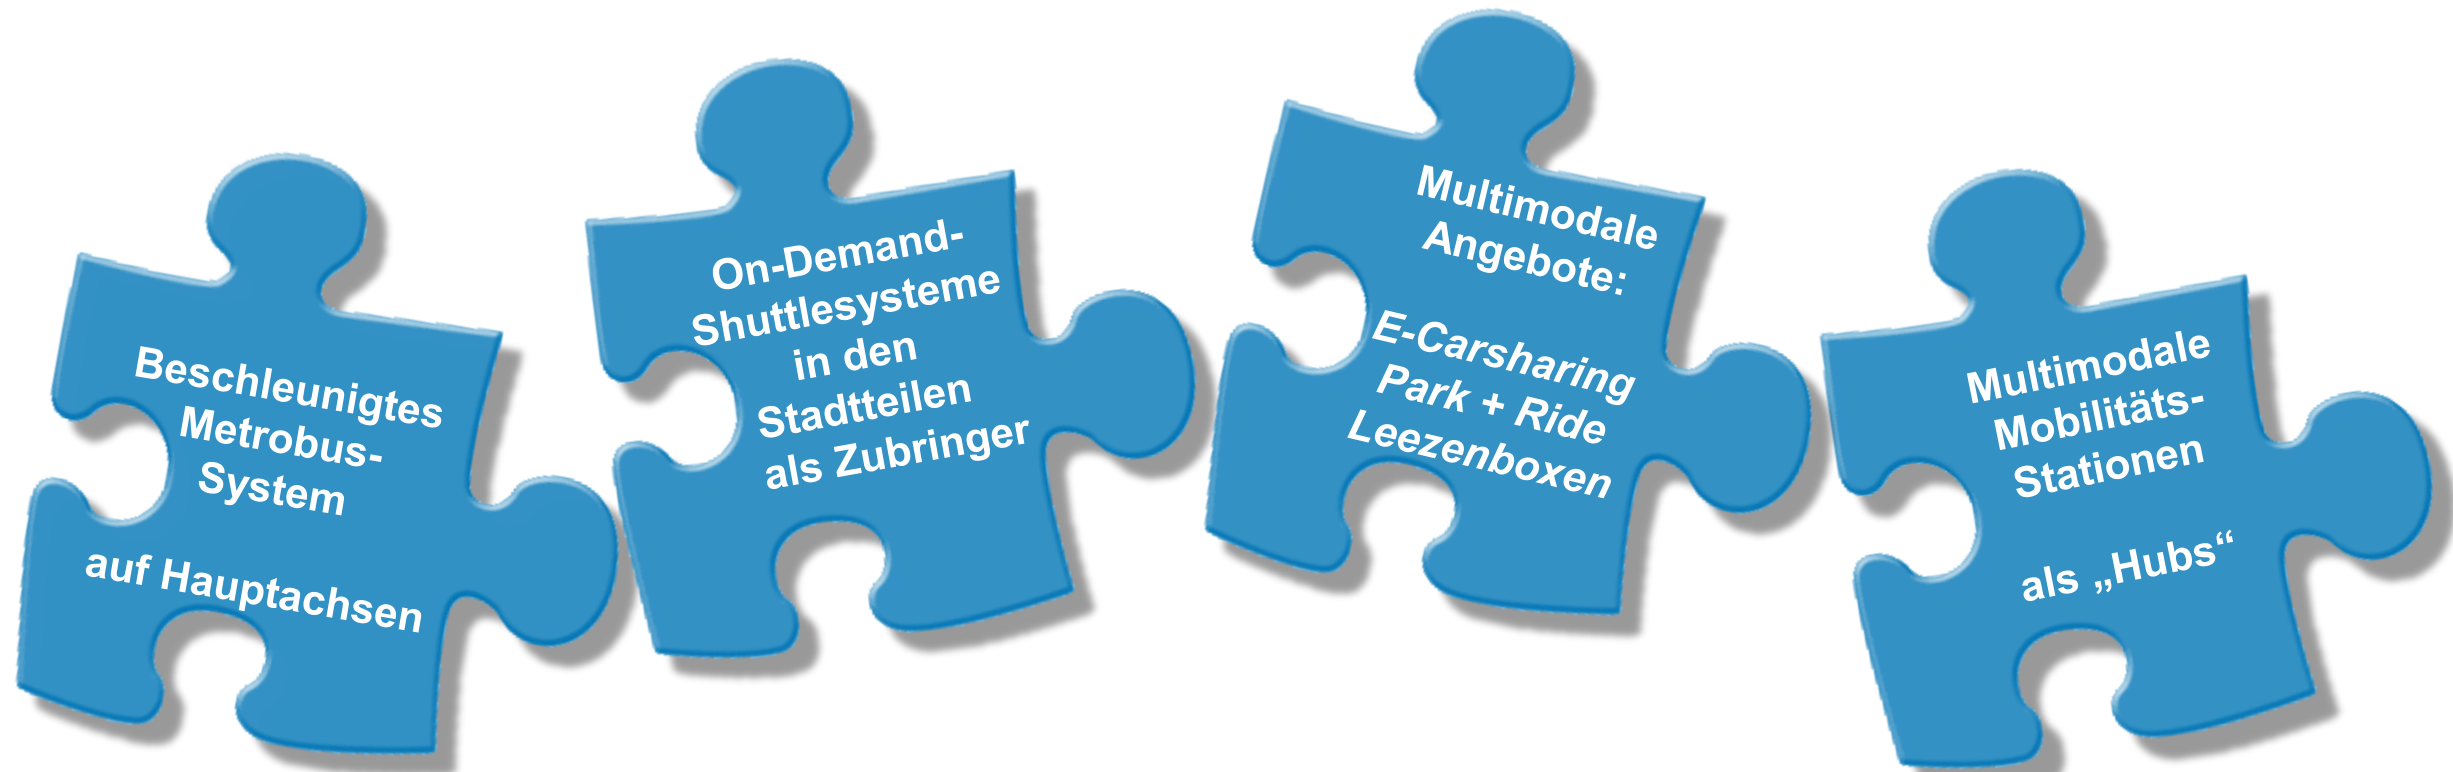 Beschleunigtes
Metrobus-
System
auf Hauptachsen
On-Demand-
Shuttlesysteme
in den
Stadtteilen
als Zubringer
Multimodale
Angebote:
E-Carsharing
Park + Ride
Leezenboxen
Multimodale
Mobilitäts-
Stationen
als „Hubs“